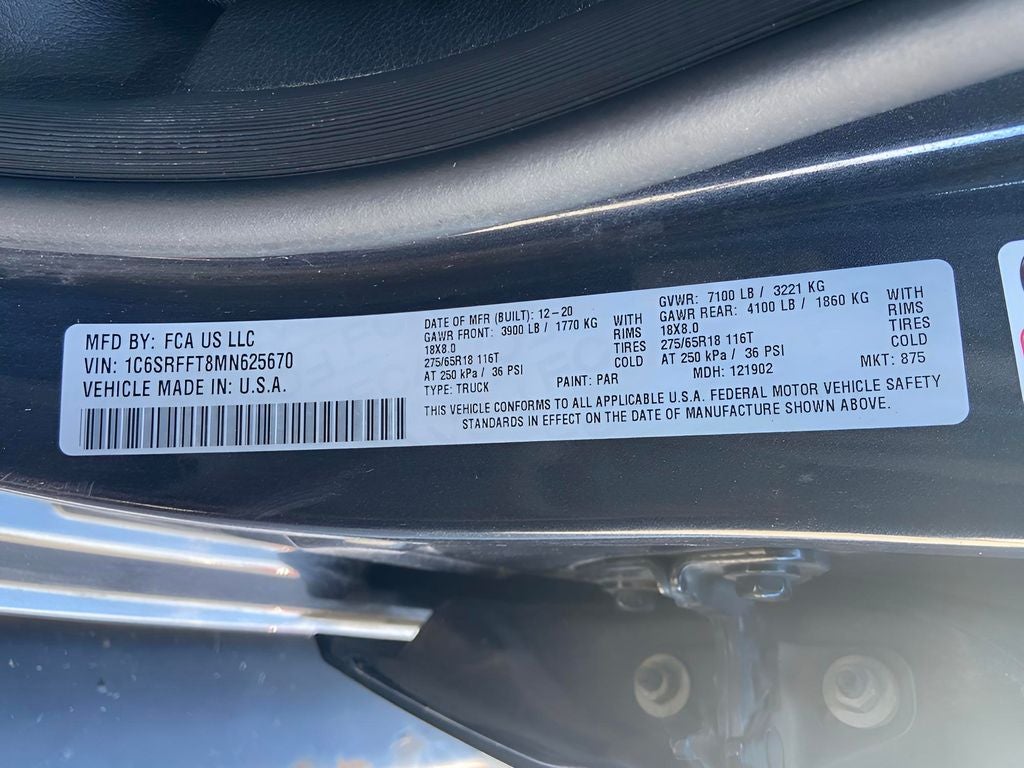 MFD BY: FCA US LLC
VIN: 1C6SRFFT8MN625670
VEHICLE MADE IN: U.S.A.
DATE OF MFR (BUILT): 12-20
GAWR FRONT: 3900 LB / 1770 KG WITH
18X8.0 RIMS
275/65R18 116T TIRES
AT 250 kPa / 36 PSI COLD
TYPE: TRUCK PAINT: PAR
GVWR: 7100 LB / 3221 KG
GAWR REAR: 4100 LB / 1860 KG WITH
18X8.0 RIMS
275/65R18 116T TIRES
AT 250 kPa / 36 PSI COLD
MDH: 121902 MKT: 875
THIS VEHICLE CONFORMS TO ALL APPLICABLE U.S.A. FEDERAL MOTOR VEHICLE SAFETY
STANDARDS IN EFFECT ON THE DATE OF MANUFACTURE SHOWN ABOVE.